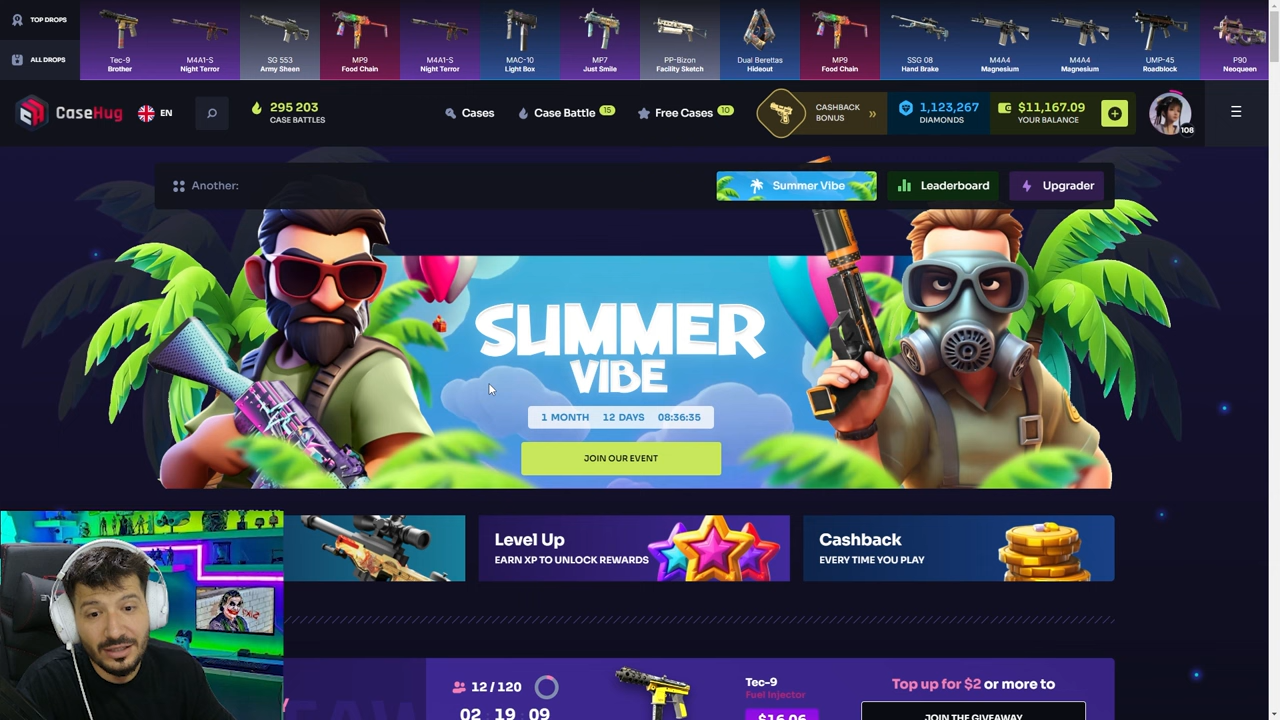 TOP DROPS
ALL DROPS
Tec-9
Brother
M4A1-S
Night Terror
SG 553
Army Sheen
MP9
Food Chain
M4A1-S
Night Terror
MAC-10
Light Box
MP7
Just Smile
PP-Bizon
Facility Sketch
Dual Berettas
Hideout
MP9
Food Chain
SSG 08
Hand Brake
M4A4
Magnesium
M4A4
Magnesium
UMP-45
Roadblock
P90
Neoqueen
CaseHug
EN
295 203
CASE BATTLES
Cases
Case Battle 15
Free Cases 10
CASHBACK
BONUS »
1,123,267
DIAMONDS
$11,167.09
YOUR BALANCE
108
Another:
Summer Vibe
Leaderboard
Upgrader
SUMMER
VIBE
1 MONTH 12 DAYS 08:36:35
JOIN OUR EVENT
Level Up
EARN XP TO UNLOCK REWARDS
Cashback
EVERY TIME YOU PLAY
12 / 120
02 : 19 : 09
Tec-9
Fuel Injector
$16.06
Top up for $2 or more to
JOIN THE GIVEAWAY